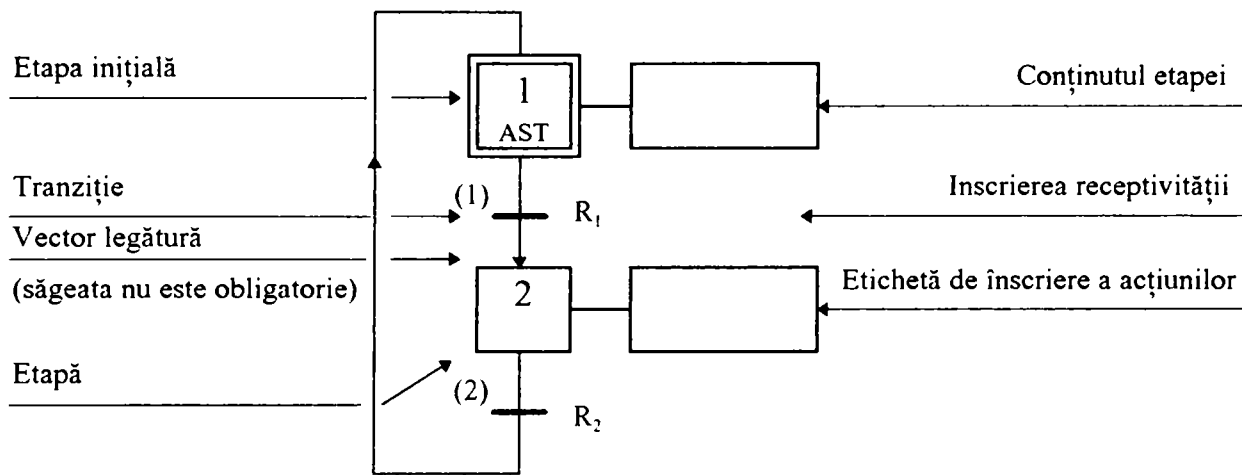 Etapa inițială
1
AST
Conținutul etapei
Tranziție
(1)
R₁
Inscrierea receptivității
Vector legătură
(săgeata nu este obligatorie)
2
Etichetă de înscriere a acțiunilor
Etapă
(2)
R₂